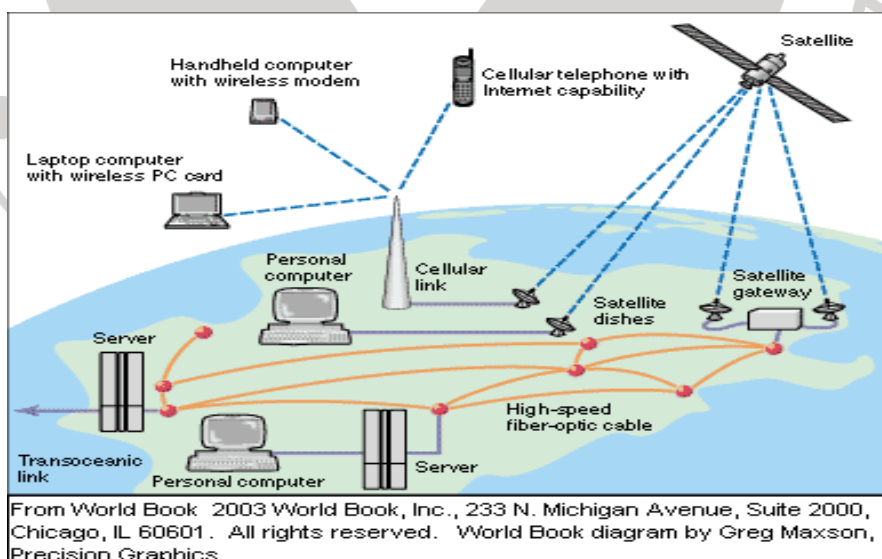 Satellite
Handheld computer
with wireless modem
Cellular telephone with
Internet capability
Laptop computer
with wireless PC card
Personal
computer
Cellular
link
Satellite
dishes
Satellite
gateway
Server
High-speed
fiber-optic cable
Transoceanic
link
Personal computer
Server
From World Book 2003 World Book, Inc., 233 N. Michigan Avenue, Suite 2000,
Chicago, IL 60601. All rights reserved. World Book diagram by Greg Maxson,
Precision Graphics